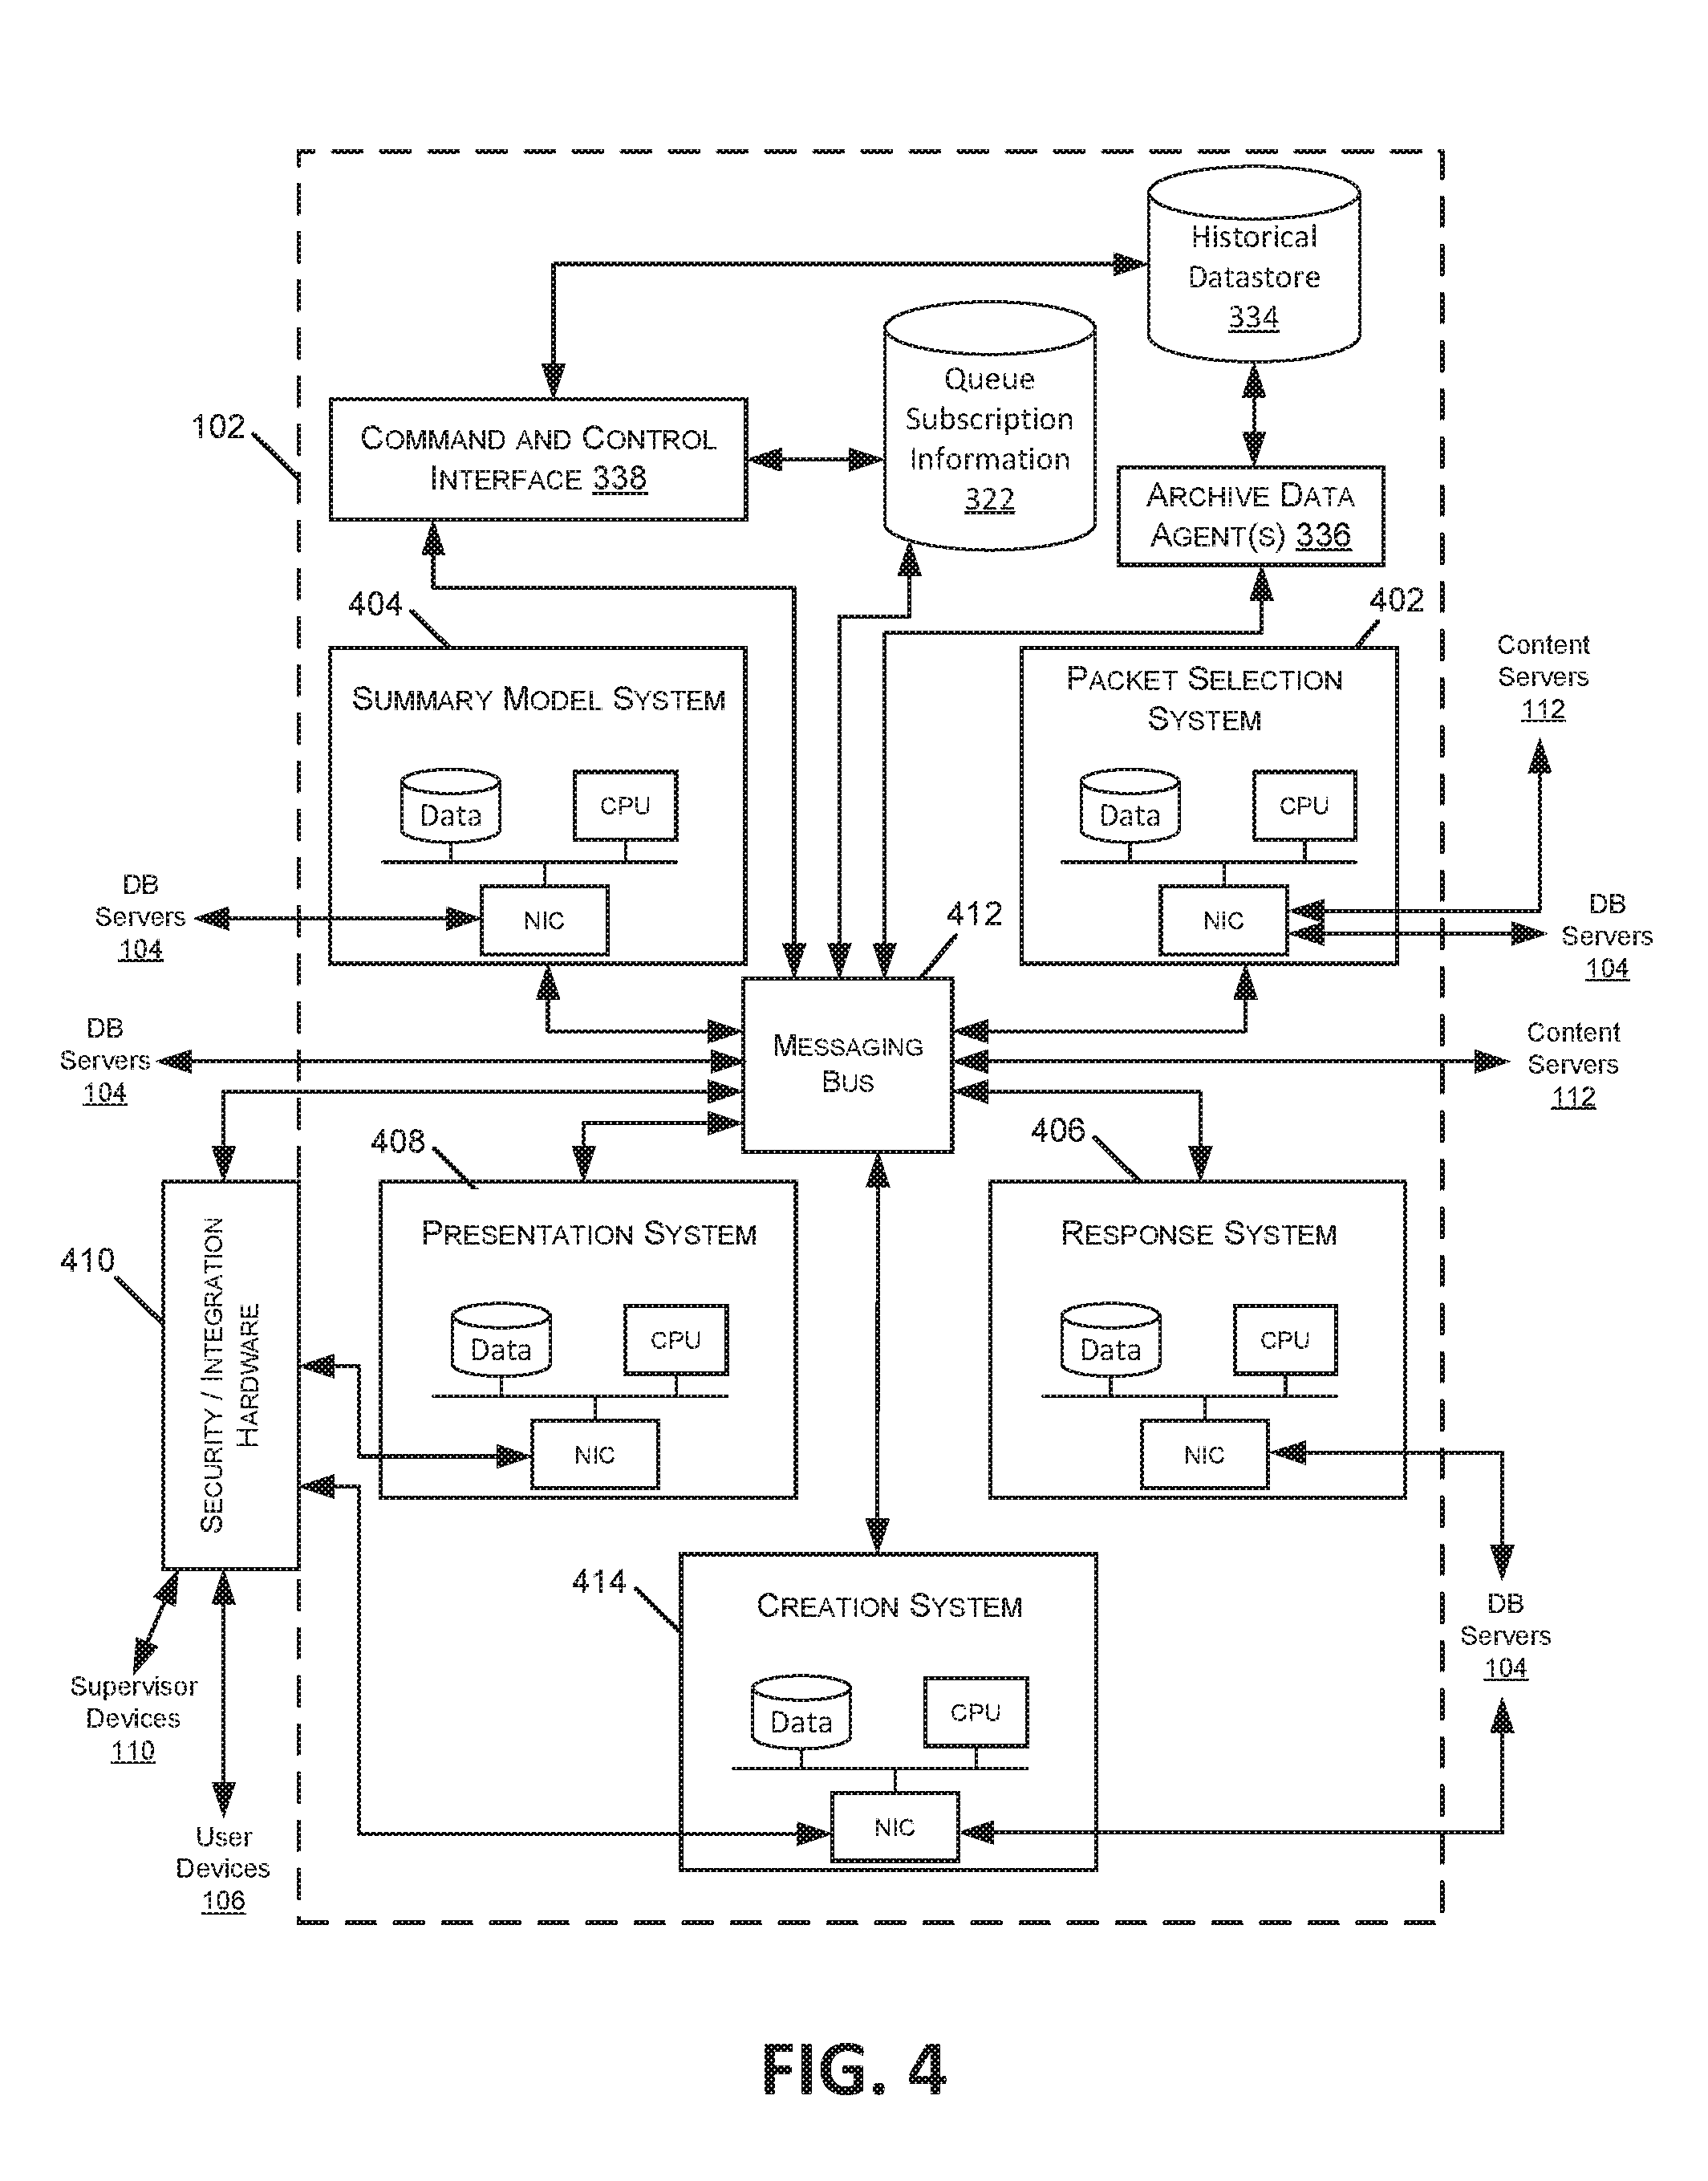 Historical
Datastore
334
Queue
Subscription
Information
322
102
COMMAND AND CONTROL
INTERFACE 338
ARCHIVE DATA
AGENT(S) 336
404
402
Content
Servers
112
SUMMARY MODEL SYSTEM
Data
CPU
NIC
PACKET SELECTION
SYSTEM
Data
CPU
NIC
DB
Servers
104
DB
Servers
104
412
MESSAGING
BUS
DB
Servers
104
Content
Servers
112
408
406
410
SECURITY / INTEGRATION
HARDWARE
PRESENTATION SYSTEM
Data
CPU
NIC
RESPONSE SYSTEM
Data
CPU
NIC
414
CREATION SYSTEM
Data
CPU
NIC
DB
Servers
104
Supervisor
Devices
110
User
Devices
106
FIG. 4